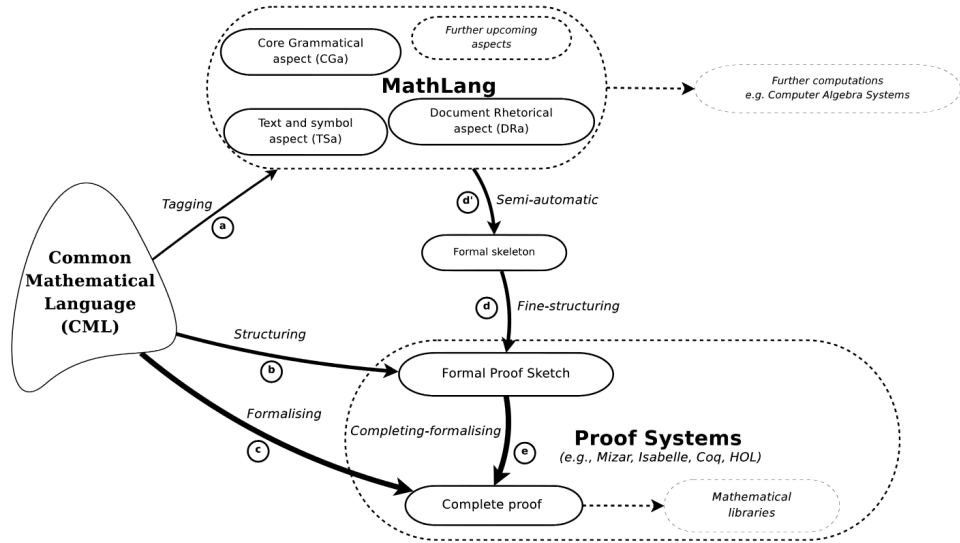 Core Grammatical
aspect (CGa)
Further upcoming
aspects
MathLang
Text and symbol
aspect (TSa)
Document Rhetorical
aspect (DRa)
Further computations
e.g. Computer Algebra Systems
Tagging
a
d'
Semi-automatic
Common
Mathematical
Language
(CML)
Formal skeleton
d
Fine-structuring
Structuring
b
Formal Proof Sketch
Formalising
c
Completing-formalising
e
Proof Systems
(e.g., Mizar, Isabelle, Coq, HOL)
Complete proof
Mathematical
libraries